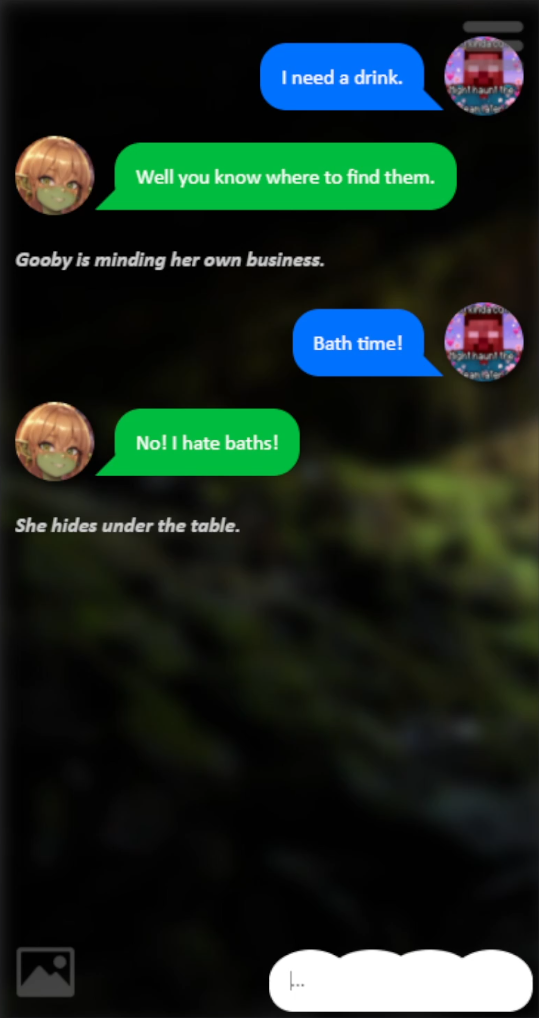 I need a drink.
Well you know where to find them.
Gooby is minding her own business.
Bath time!
No! I hate baths!
She hides under the table.
...